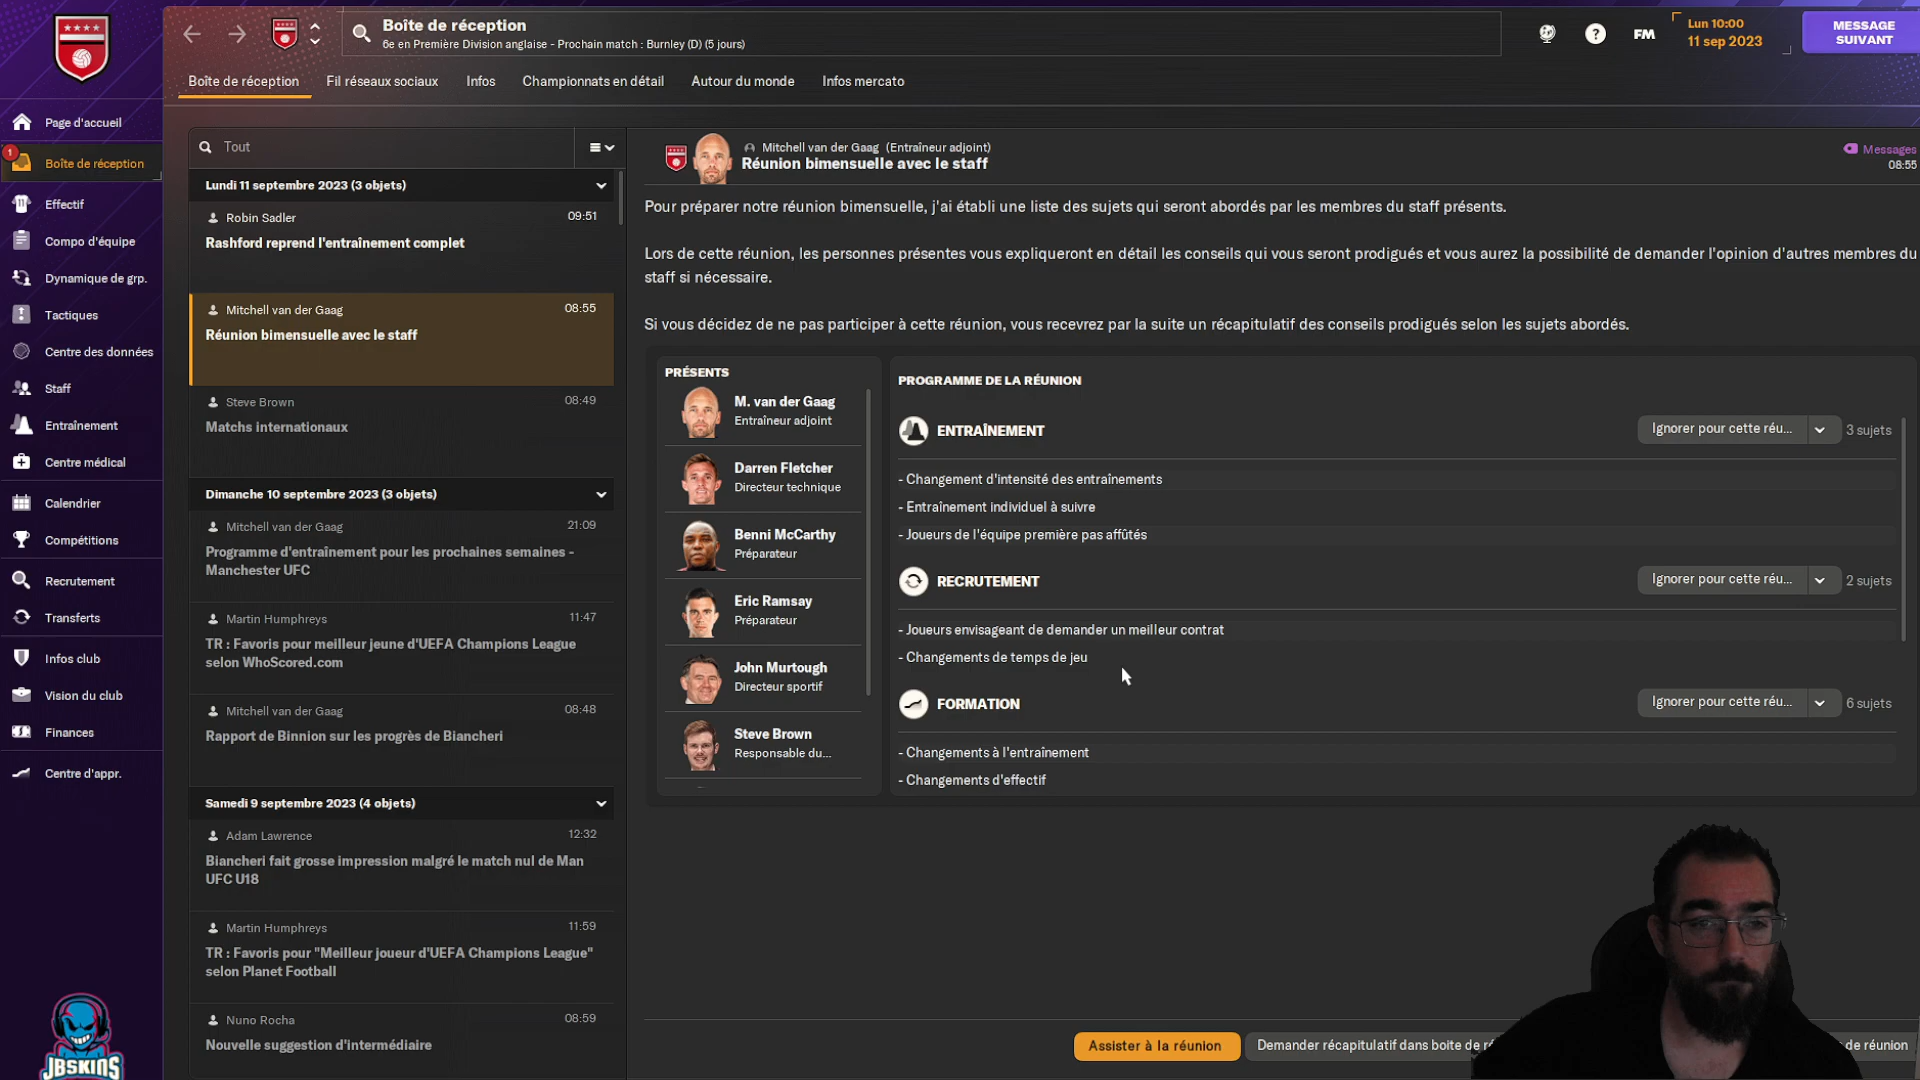 Boîte de réception
6e en Première Division anglaise - Prochain match : Burnley (D) (5 jours)
?
FM
Lun 10:00
11 sep 2023
MESSAGE
SUIVANT
Boîte de réception
Fil réseaux sociaux
Infos
Championnats en détail
Autour du monde
Infos mercato
Page d'accueil
1
Boîte de réception
Effectif
Compo d'équipe
Dynamique de grp.
Tactiques
Centre des données
Staff
Entraînement
Centre médical
Calendrier
Compétitions
Recrutement
Transferts
Infos club
Vision du club
Finances
Centre d'appr.
JBSKINS
Tout
Lundi 11 septembre 2023 (3 objets)
Robin Sadler
09:51
Rashford reprend l'entraînement complet
Mitchell van der Gaag
08:55
Réunion bimensuelle avec le staff
Steve Brown
08:49
Matchs internationaux
Dimanche 10 septembre 2023 (3 objets)
Mitchell van der Gaag
21:09
Programme d'entraînement pour les prochaines semaines -
Manchester UFC
Martin Humphreys
11:47
TR : Favoris pour meilleur jeune d'UEFA Champions League
selon WhoScored.com
Mitchell van der Gaag
08:48
Rapport de Binnion sur les progrès de Biancheri
Samedi 9 septembre 2023 (4 objets)
Adam Lawrence
12:32
Biancheri fait grosse impression malgré le match nul de Man
UFC U18
Martin Humphreys
11:59
TR : Favoris pour "Meilleur joueur d'UEFA Champions League"
selon Planet Football
Nuno Rocha
08:59
Nouvelle suggestion d'intermédiaire
Mitchell van der Gaag (Entraîneur adjoint)
Réunion bimensuelle avec le staff
Messages
08:55
Pour préparer notre réunion bimensuelle, j'ai établi une liste des sujets qui seront abordés par les membres du staff présents.
Lors de cette réunion, les personnes présentes vous expliqueront en détail les conseils qui vous seront prodigués et vous aurez la possibilité de demander l'opinion d'autres membres du
staff si nécessaire.
Si vous décidez de ne pas participer à cette réunion, vous recevrez par la suite un récapitulatif des conseils prodigués selon les sujets abordés.
PRÉSENTS
M. van der Gaag
Entraîneur adjoint
Darren Fletcher
Directeur technique
Benni McCarthy
Préparateur
Eric Ramsay
Préparateur
John Murtough
Directeur sportif
Steve Brown
Responsable du...
PROGRAMME DE LA RÉUNION
ENTRAÎNEMENT
Ignorer pour cette réu...
3 sujets
- Changement d'intensité des entraînements
- Entraînement individuel à suivre
- Joueurs de l'équipe première pas affûtés
RECRUTEMENT
Ignorer pour cette réu...
2 sujets
- Joueurs envisageant de demander un meilleur contrat
- Changements de temps de jeu
FORMATION
Ignorer pour cette réu...
6 sujets
- Changements à l'entraînement
- Changements d'effectif
Assister à la réunion
Demander récapitulatif dans boite de
de réunion